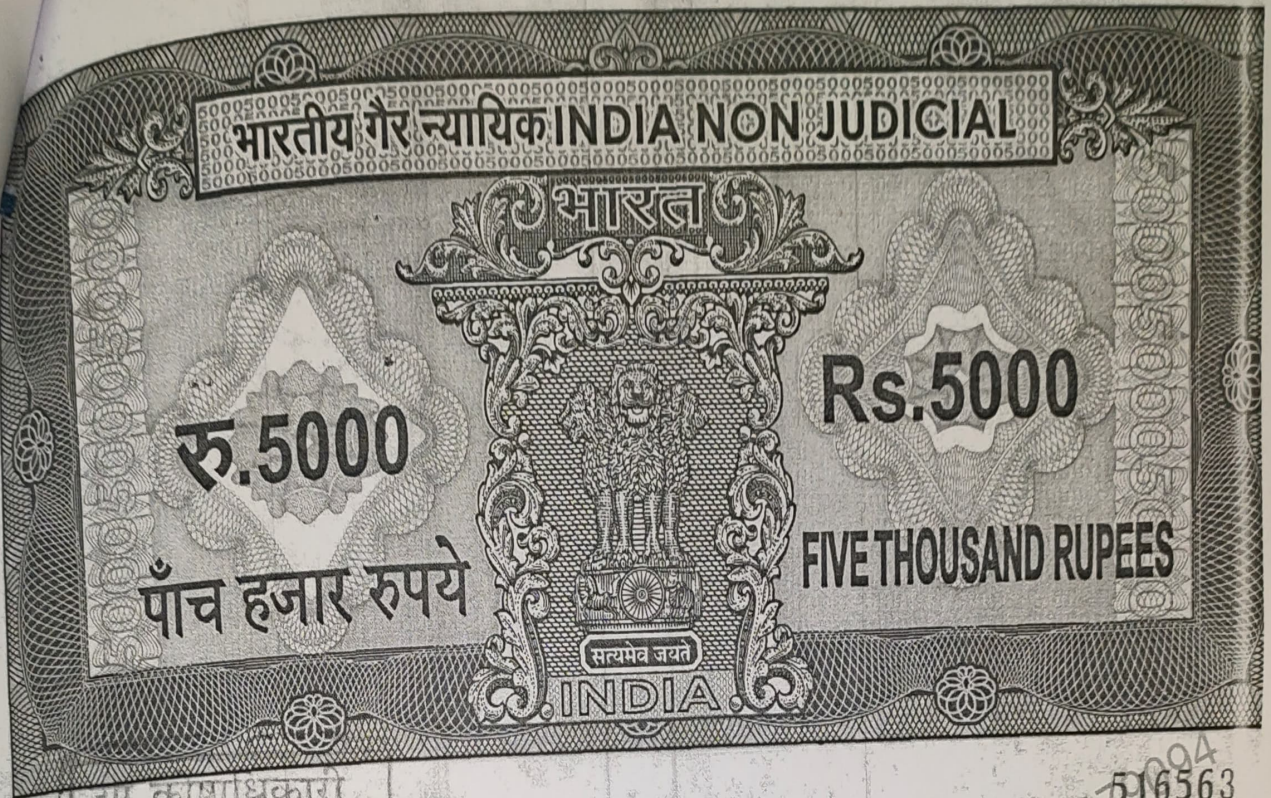 भारतीय गैर न्यायिक INDIA NON JUDICIAL
भारत
रु.5000
Rs.5000
पाँच हजार रुपये
FIVE THOUSAND RUPEES
सत्यमेव जयते
INDIA
516563